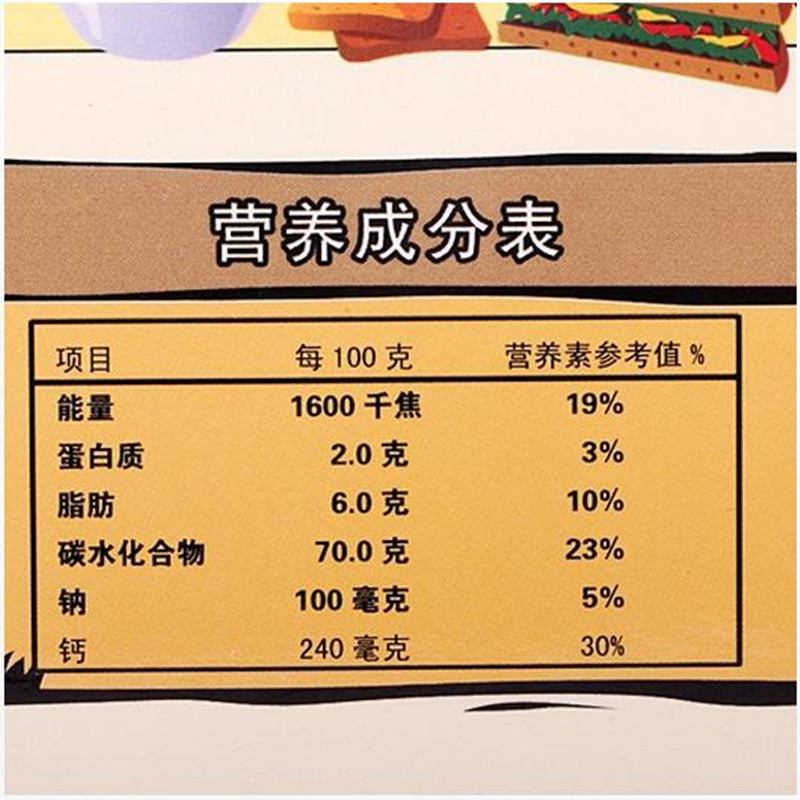 营养成分表
项目 每 100 克 营养素参考值 %
能量 1600 千焦 19%
蛋白质 2.0 克 3%
脂肪 6.0 克 10%
碳水化合物 70.0 克 23%
钠 100 毫克 5%
钙 240 毫克 30%